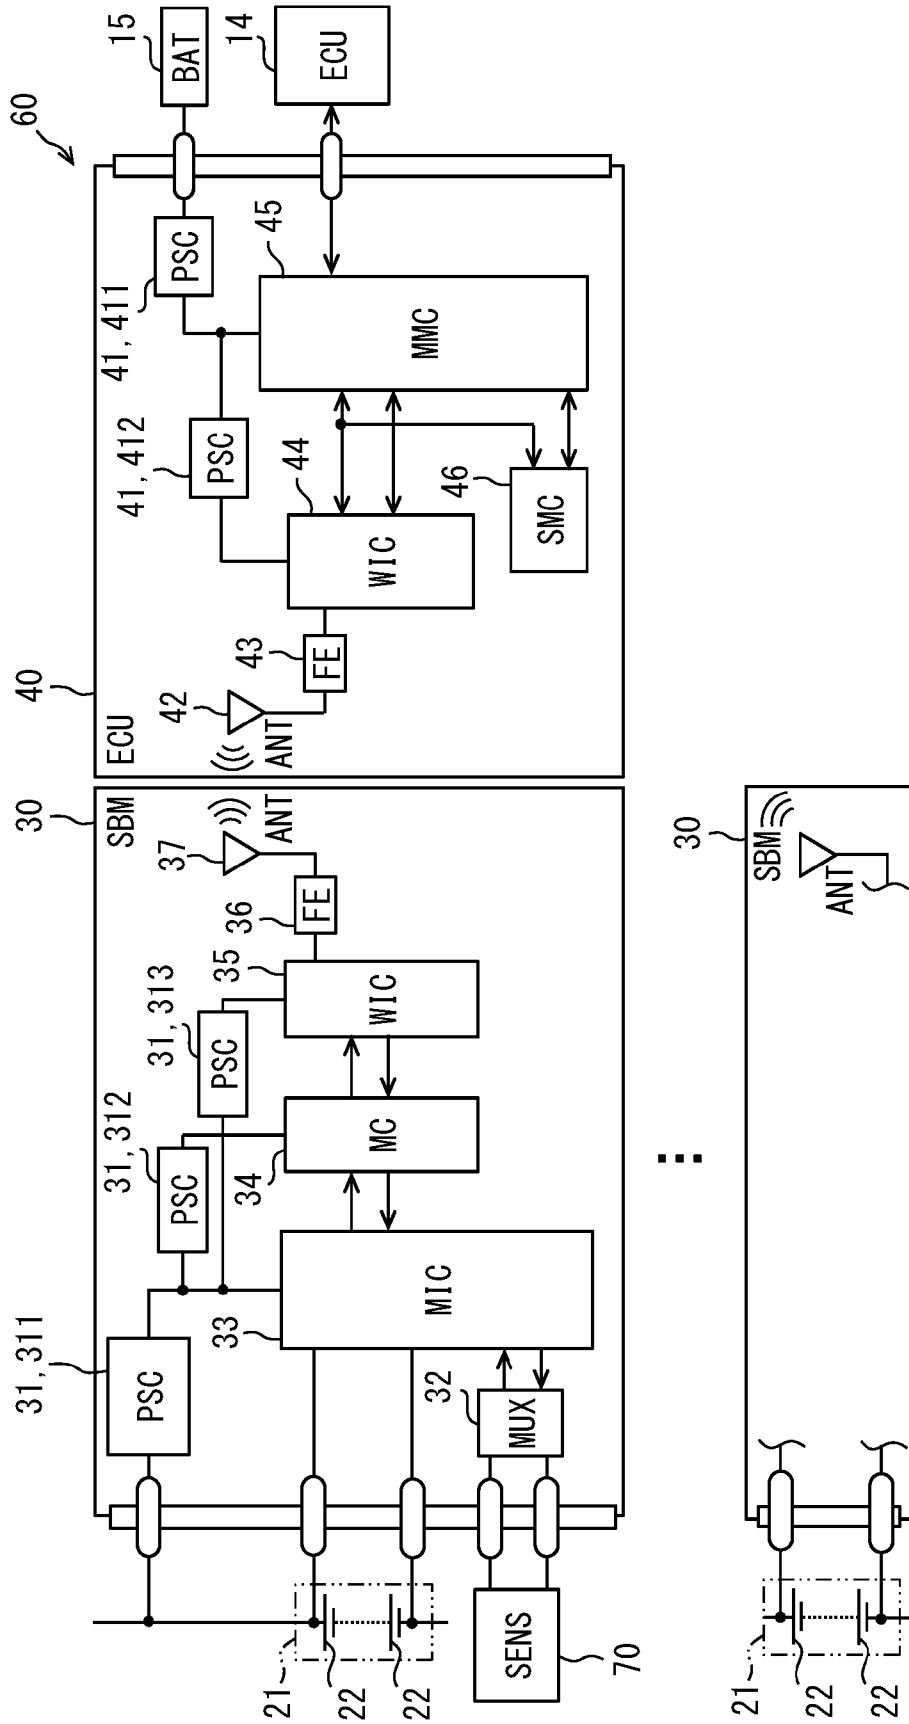 60
15
BAT
14
ECU
40
ECU
41, 411
PSC
41, 412
PSC
45
MMC
44
WIC
46
SMC
43
FE
42
ANT
30
SBM
37
ANT
36
FE
35
WIC
31, 313
PSC
31, 312
PSC
34
MC
31, 311
PSC
33
MIC
32
MUX
21
22
22
SENS
70
30
SBM
ANT
21
22
22